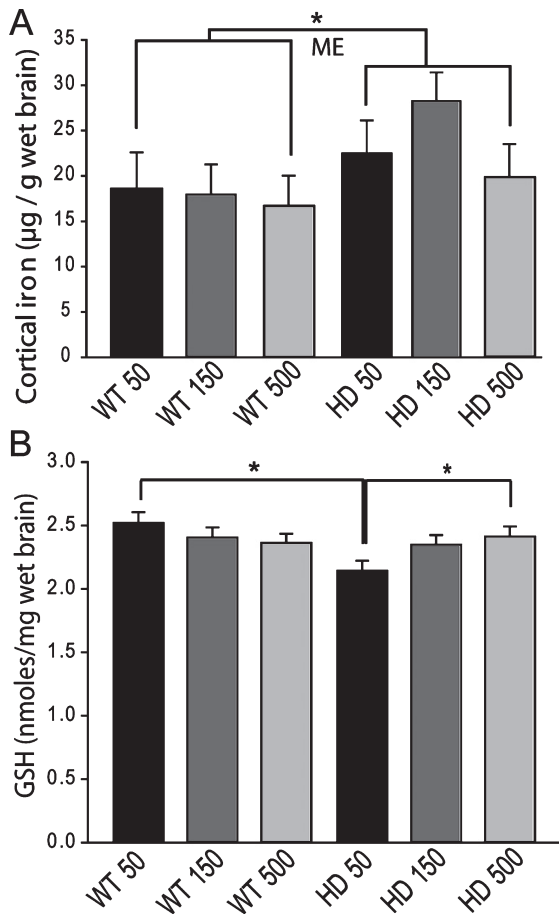 A
*
ME
Cortical iron (µg / g wet brain)
35
30
25
20
15
10
5
0
WT 50
WT 150
WT 500
HD 50
HD 150
HD 500
B
*
*
GSH (nmoles/mg wet brain)
3.0
2.5
2.0
1.5
1.0
0.5
0.0
WT 50
WT 150
WT 500
HD 50
HD 150
HD 500